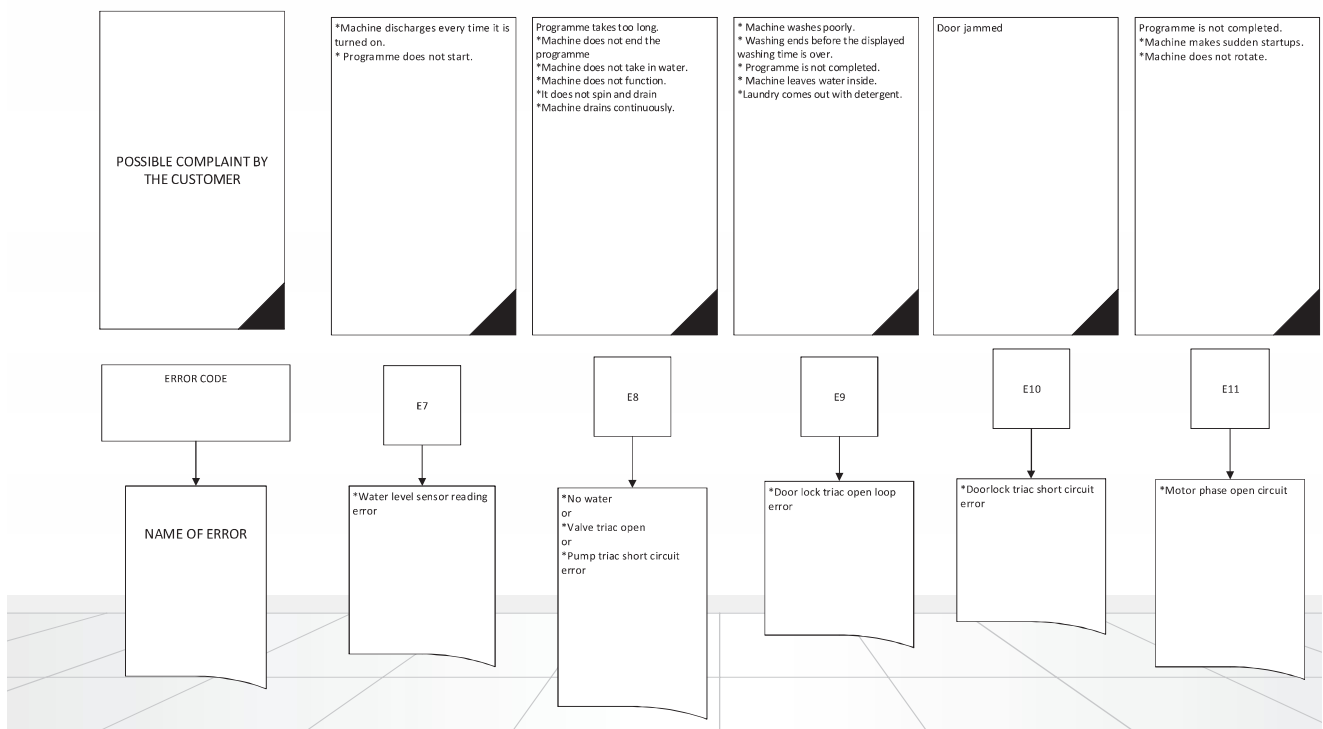 POSSIBLE COMPLAINT BY
THE CUSTOMER
*Machine discharges every time it is
turned on.
* Programme does not start.
Programme takes too long.
*Machine does not end the
programme
*Machine does not take in water.
*Machine does not function.
*It does not spin and drain
*Machine drains continuously.
* Machine washes poorly.
* Washing ends before the displayed
washing time is over.
* Programme is not completed.
* Machine leaves water inside.
*Laundry comes out with detergent.
Door jammed
Programme is not completed.
*Machine makes sudden startups.
*Machine does not rotate.
ERROR CODE
E7
E8
E9
E10
E11
NAME OF ERROR
*Water level sensor reading
error
*No water
or
*Valve triac open
or
*Pump triac short circuit
error
*Door lock triac open loop
error
*Doorlock triac short circuit
error
*Motor phase open circuit